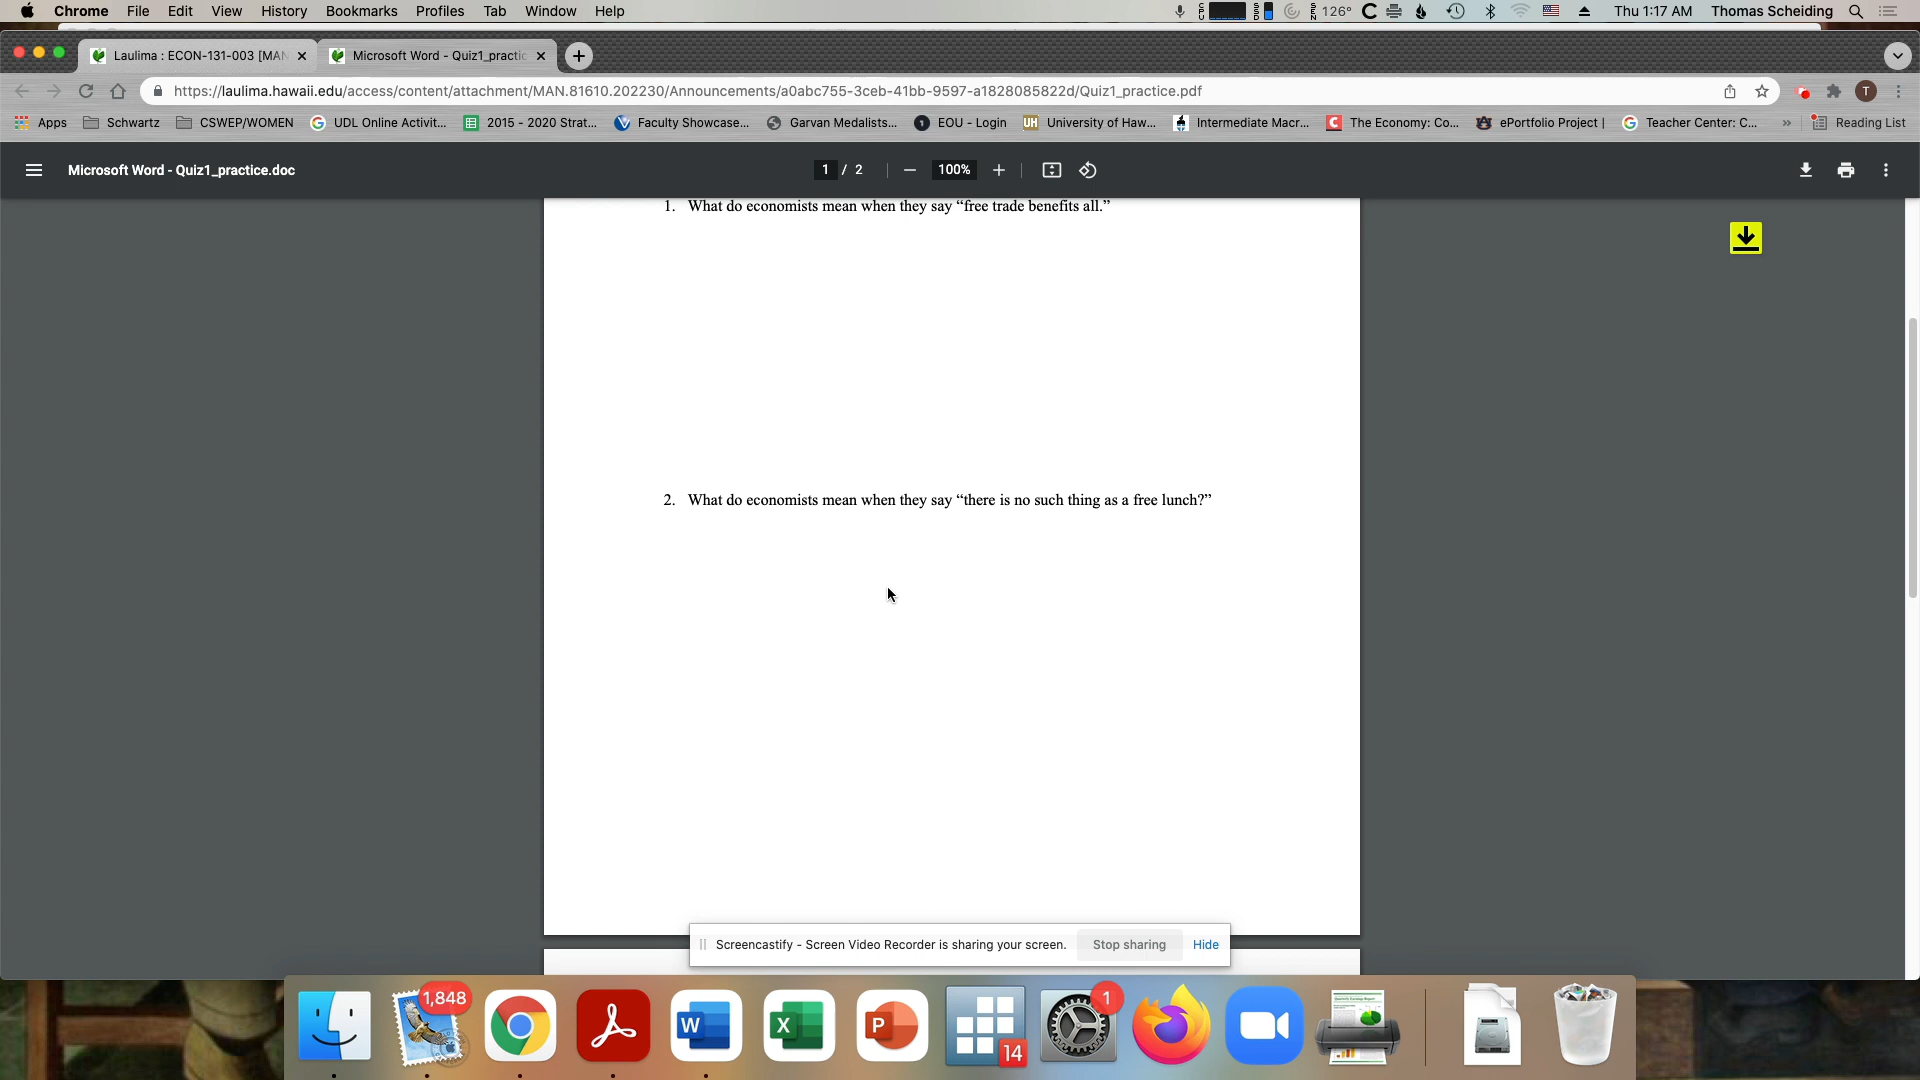 Chrome File Edit View History Bookmarks Profiles Tab Window Help 126° Thu 1:17 AM Thomas Scheiding
Laulima : ECON-131-003 [MAN Microsoft Word - Quiz1_practic
https://laulima.hawaii.edu/access/content/attachment/MAN.81610.202230/Announcements/a0abc755-3ceb-41bb-9597-a1828085822d/Quiz1_practice.pdf T
Apps Schwartz CSWEP/WOMEN UDL Online Activit... 2015 - 2020 Strat... Faculty Showcase... Garvan Medalists... EOU - Login UH University of Haw... Intermediate Macr... The Economy: Co... ePortfolio Project | Teacher Center: C... » Reading List
Microsoft Word - Quiz1_practice.doc 1 / 2 100%
1. What do economists mean when they say “free trade benefits all.”
2. What do economists mean when they say “there is no such thing as a free lunch?”
Screencastify - Screen Video Recorder is sharing your screen. Stop sharing Hide
1,848 W X P 14 1